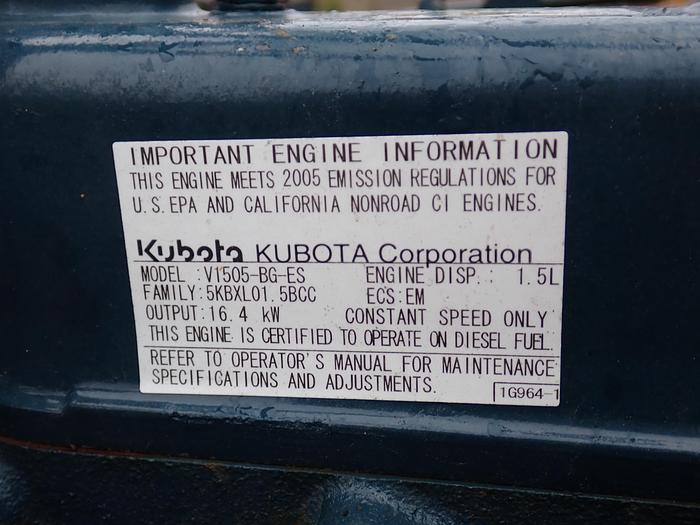 IMPORTANT ENGINE INFORMATION
THIS ENGINE MEETS 2005 EMISSION REGULATIONS FOR
U.S.EPA AND CALIFORNIA NONROAD CI ENGINES.
Kubota KUBOTA Corporation
MODEL :V1505-BG-ES ENGINE DISP.: 1.5L
FAMILY:5KBXL01.5BCC ECS:EM
OUTPUT:16.4 kW CONSTANT SPEED ONLY
THIS ENGINE IS CERTIFIED TO OPERATE ON DIESEL FUEL.
REFER TO OPERATOR'S MANUAL FOR MAINTENANCE
SPECIFICATIONS AND ADJUSTMENTS.
1G964-1